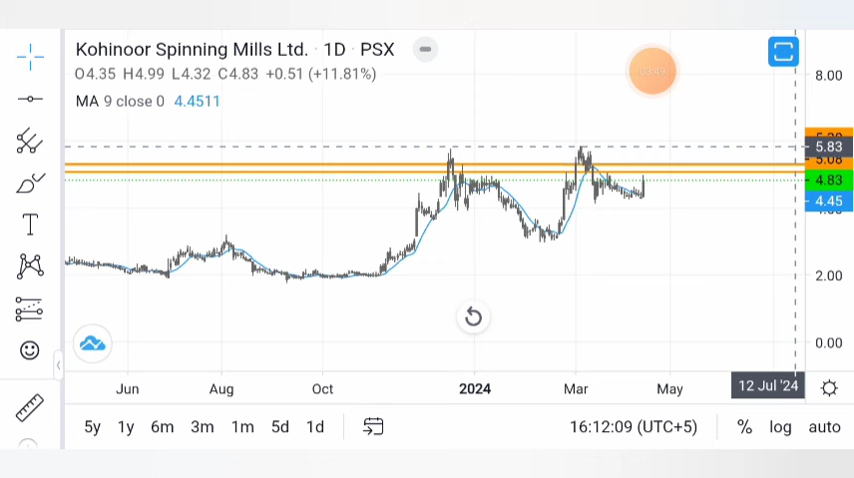 Kohinoor Spinning Mills Ltd. · 1D · PSX
O4.35 H4.99 L4.32 C4.83 +0.51 (+11.81%)
MA 9 close 0 4.4511
8.00
5.83
5.08
4.83
4.45
2.00
0.00
Jun Aug Oct 2024 Mar May 12 Jul '24
5y 1y 6m 3m 1m 5d 1d 16:12:09 (UTC+5) % log auto